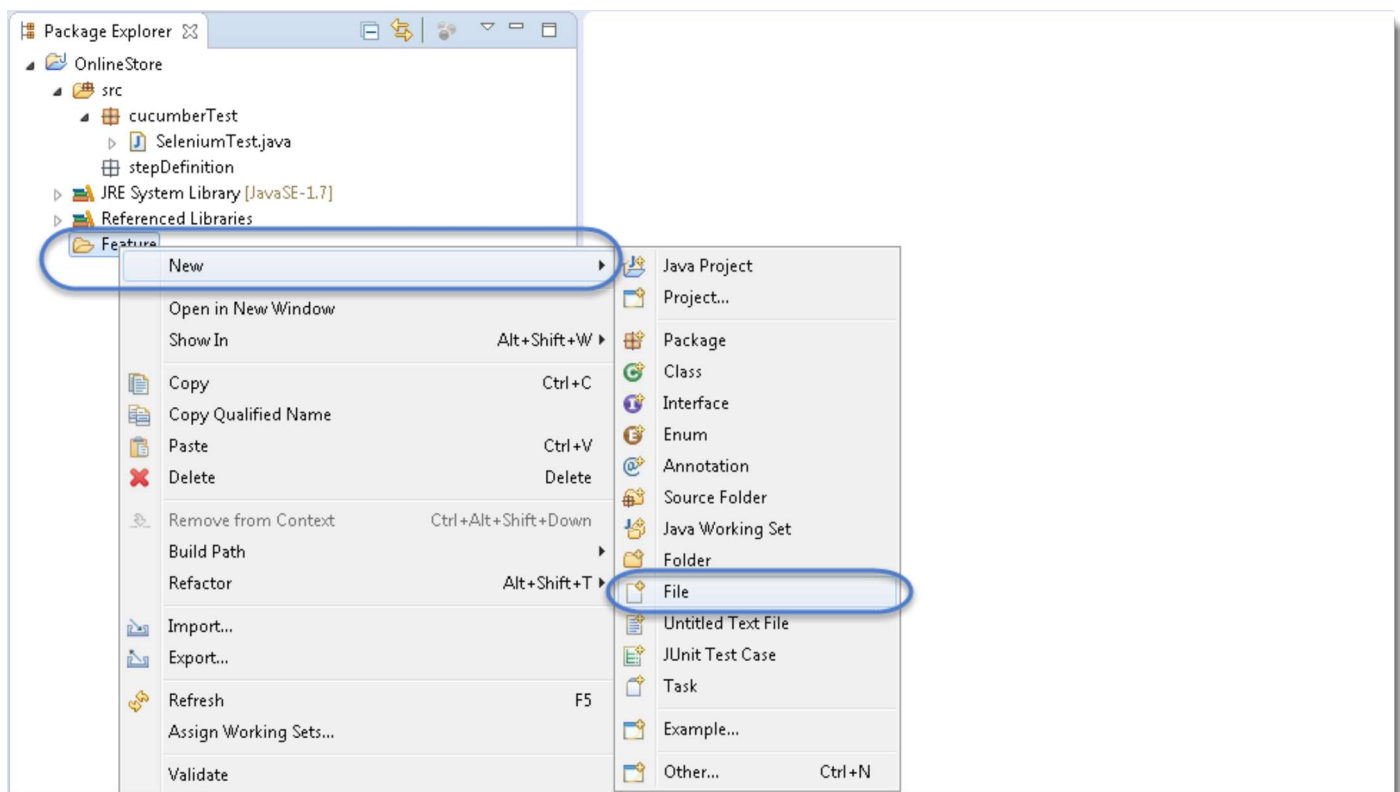 Package Explorer
OnlineStore
src
cucumberTest
SeleniumTest.java
stepDefinition
JRE System Library [JavaSE-1.7]
Referenced Libraries
Feature
New
Open in New Window
Show In Alt+Shift+W
Copy Ctrl+C
Copy Qualified Name
Paste Ctrl+V
Delete Delete
Remove from Context Ctrl+Alt+Shift+Down
Build Path
Refactor Alt+Shift+T
Import...
Export...
Refresh F5
Assign Working Sets...
Validate
Java Project
Project...
Package
Class
Interface
Enum
Annotation
Source Folder
Java Working Set
Folder
File
Untitled Text File
JUnit Test Case
Task
Example...
Other... Ctrl+N